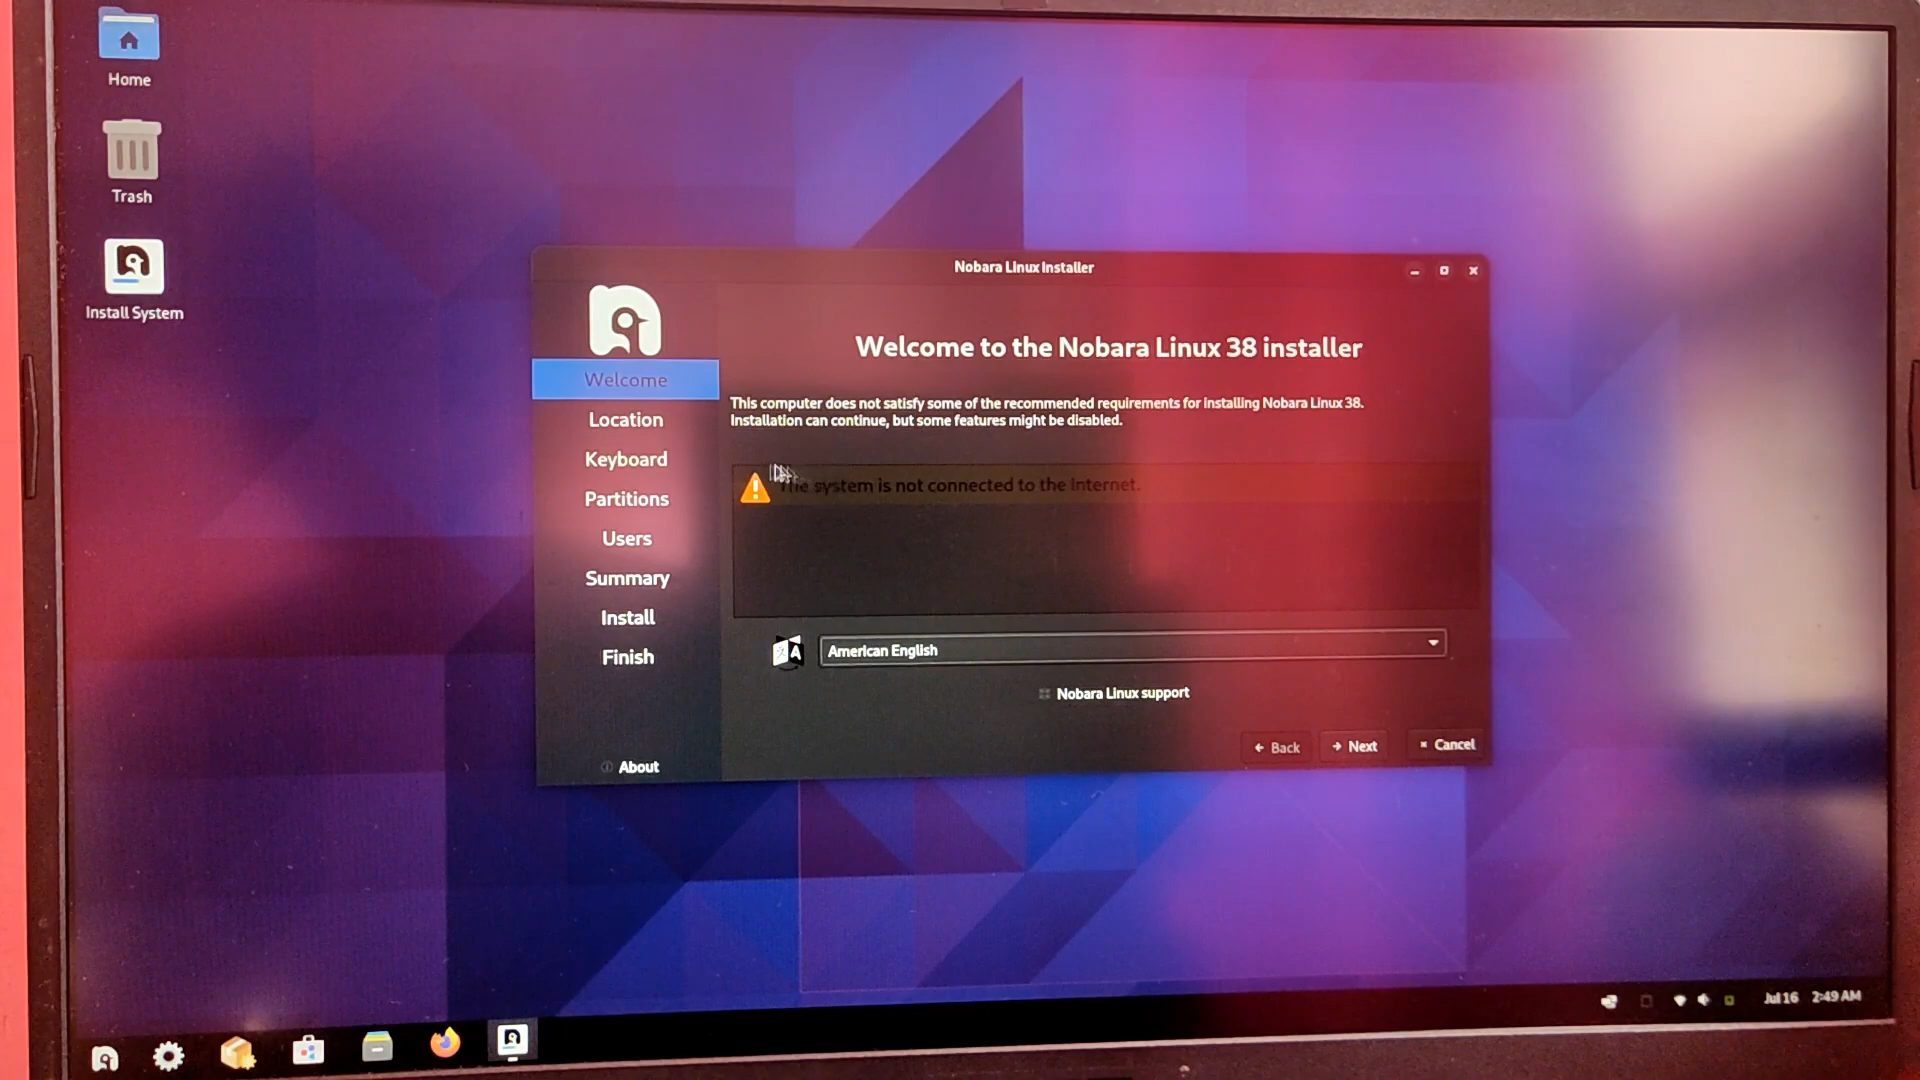 Home
Trash
Install System
Nobara Linux Installer
Welcome to the Nobara Linux 38 installer
Welcome
Location
Keyboard
Partitions
Users
Summary
Install
Finish
About
This computer does not satisfy some of the recommended requirements for installing Nobara Linux 38.
Installation can continue, but some features might be disabled.
The system is not connected to the Internet.
American English
Nobara Linux support
Back
Next
Cancel
Jul 16 2:49 AM